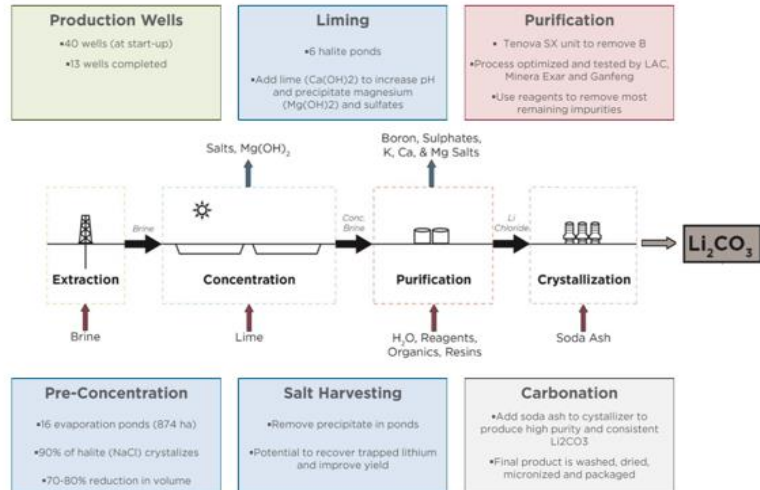 Production Wells
▪40 wells (at start-up)
▪13 wells completed
Liming
▪6 halite ponds
▪Add lime (Ca(OH)2) to increase pH
and precipitate magnesium
(Mg(OH)2) and sulfates
Purification
▪ Tenova SX unit to remove B
▪Process optimized and tested by LAC,
Minera Exar and Ganfeng
▪Use reagents to remove most
remaining impurities
Salts, Mg(OH)₂
Boron, Sulphates,
K, Ca, & Mg Salts
Brine
Conc.
Brine
Li
Chloride
Li₂CO₃
Extraction
Concentration
Purification
Crystallization
Brine
Lime
H₂O, Reagents,
Organics, Resins
Soda Ash
Pre-Concentration
▪16 evaporation ponds (874 ha)
▪90% of halite (NaCl) crystalizes
▪70-80% reduction in volume
Salt Harvesting
▪Remove precipitate in ponds
▪Potential to recover trapped lithium
and improve yield
Carbonation
▪Add soda ash to cystallizer to
produce high purity and consistent
Li2CO3
▪Final product is washed, dried,
micronized and packaged